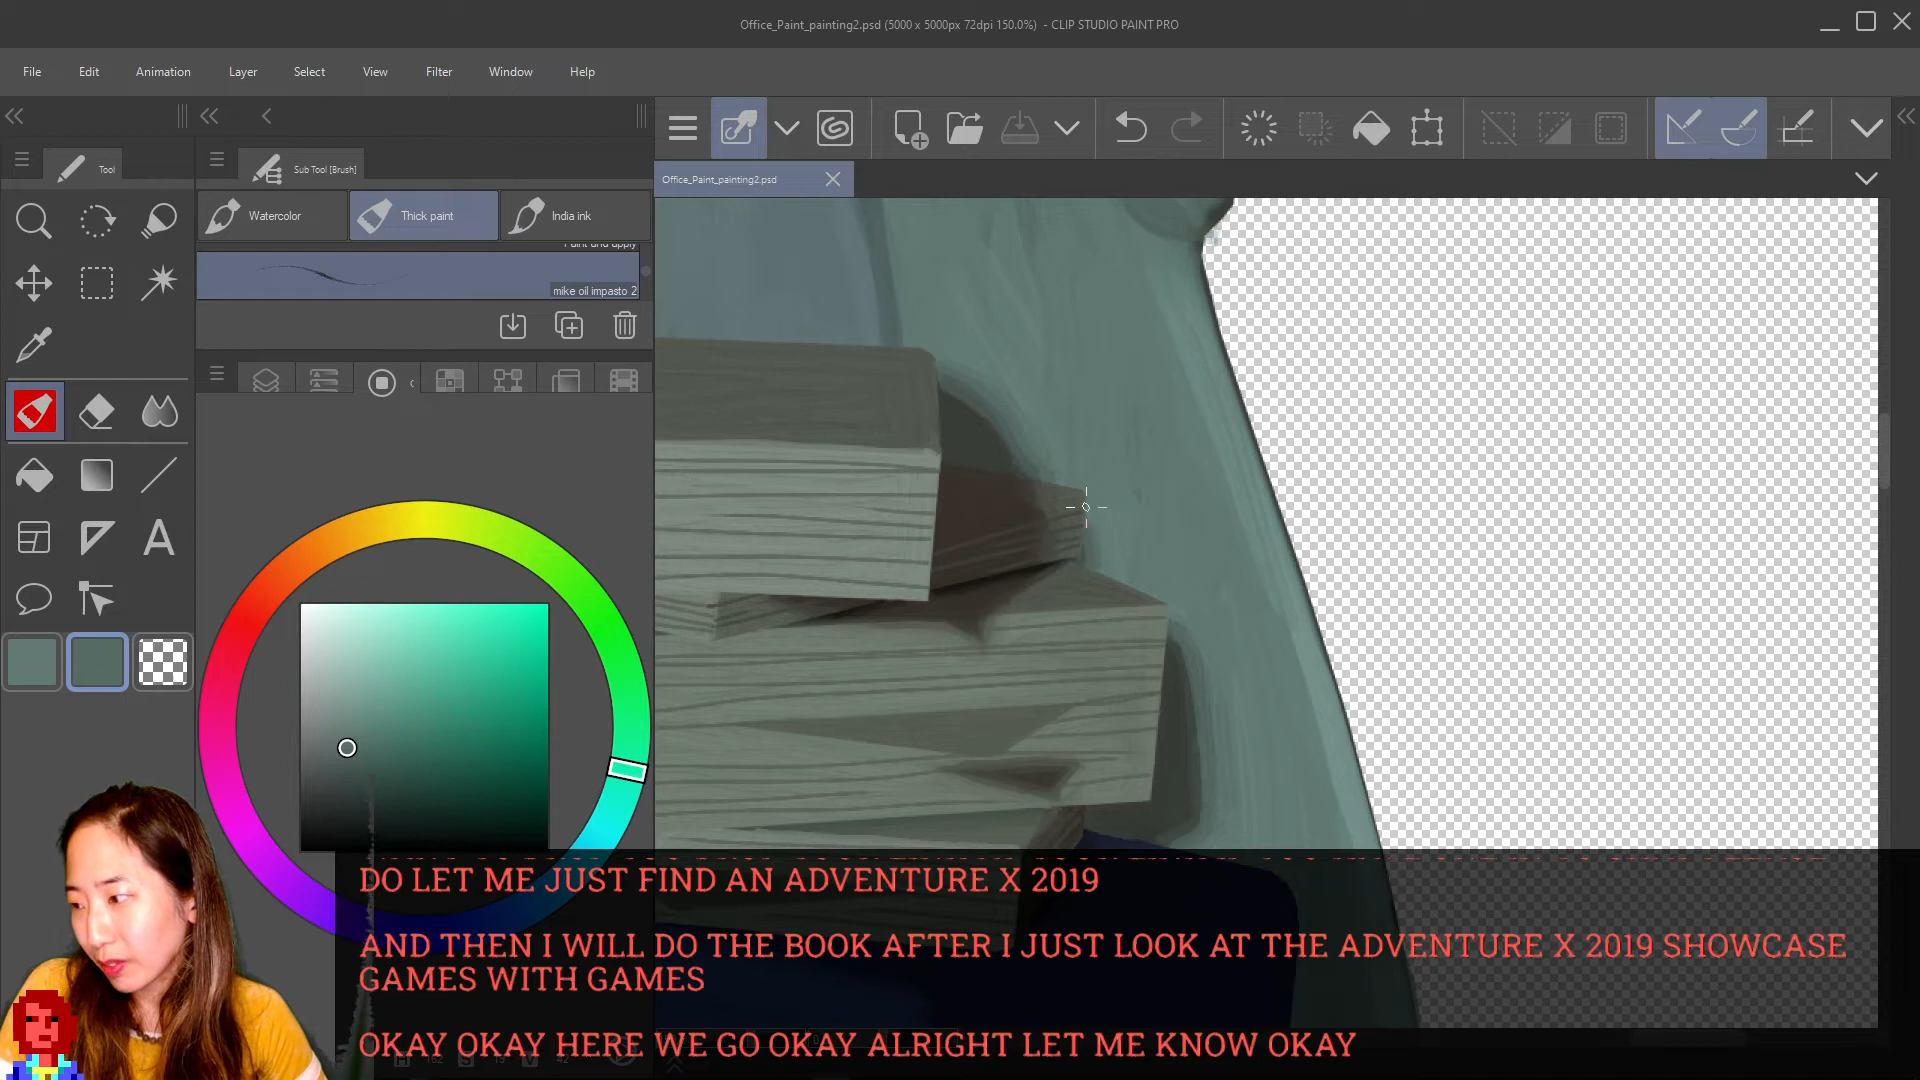 Office_Paint_painting2.psd (5000 x 5000px 72dpi 150.0%) - CLIP STUDIO PAINT PRO
File Edit Animation Layer Select View Filter Window Help
Tool
Sub Tool [Brush]
Office_Paint_painting2.psd
Watercolor
Thick paint
India ink
Paint and apply
mike oil impasto 2
DO LET ME JUST FIND AN ADVENTURE X 2019
AND THEN I WILL DO THE BOOK AFTER I JUST LOOK AT THE ADVENTURE X 2019 SHOWCASE
GAMES WITH GAMES
OKAY OKAY HERE WE GO OKAY ALRIGHT LET ME KNOW OKAY